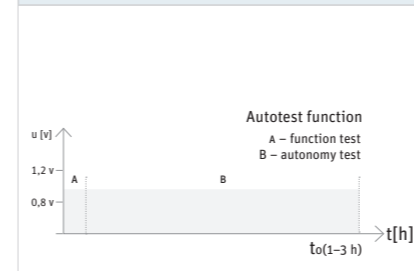 Autotest function
A – function test
B – autonomy test
u [v]
1,2 v
A
B
0,8 v
t[h]
to(1–3 h)